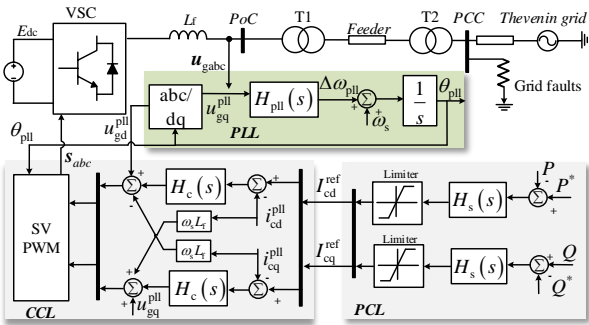 VSC
E_dc
L_f
PoC
T1
Feeder
T2
PCC
Thevenin grid
u_gabc
Grid faults
abc/
dq
u_gq^pll
H_pll(s)
Δω_pll
ω_s
1
s
θ_pll
PLL
θ_pll
s_abc
u_gd^pll
SV
PWM
H_c(s)
ω_s L_f
i_cd^pll
ω_s L_f
i_cq^pll
H_c(s)
u_gq^pll
CCL
I_cd^ref
I_cq^ref
Limiter
H_s(s)
P
P*
Limiter
H_s(s)
Q
Q*
PCL